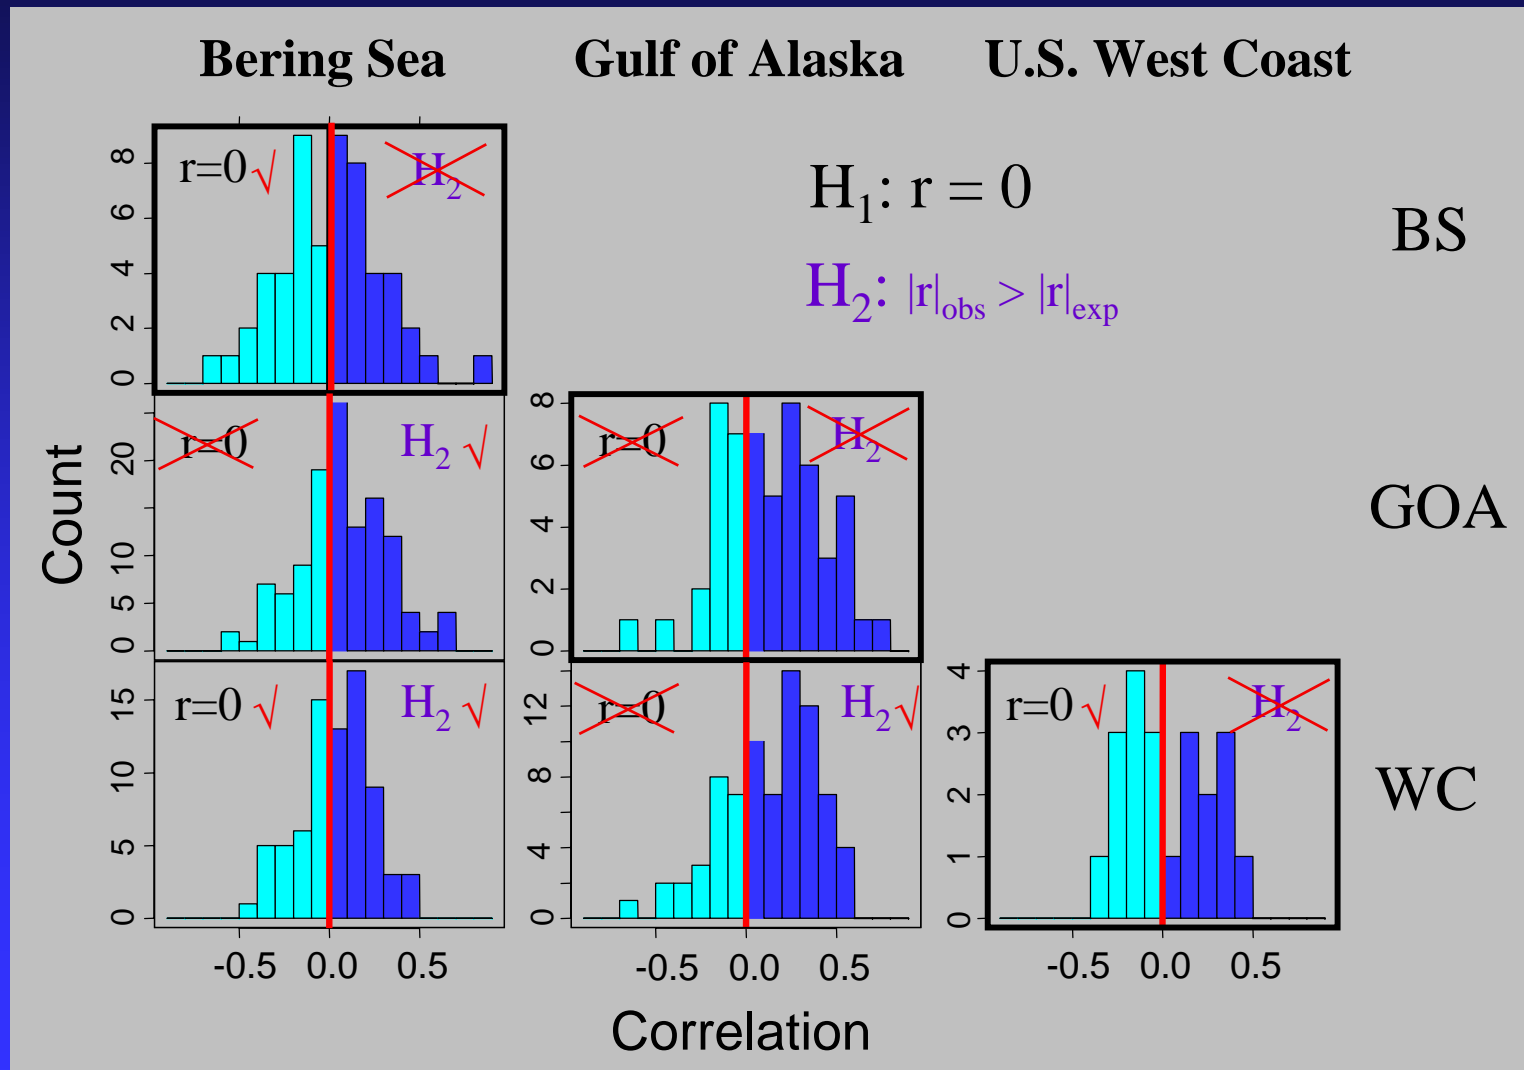 Bering Sea Gulf of Alaska U.S. West Coast
r=0 √ H₂
H₁: r = 0
H₂: |r|obs > |r|exp
BS
8
6
4
2
0
r=0 H₂ √
20
10
5
0
r=0 H₂
8
6
4
2
0
GOA
Count
r=0 √ H₂ √
15
10
5
0
r=0 H₂ √
12
8
4
0
r=0 √ H₂
4
3
2
1
0
WC
-0.5 0.0 0.5 -0.5 0.0 0.5 -0.5 0.0 0.5
Correlation